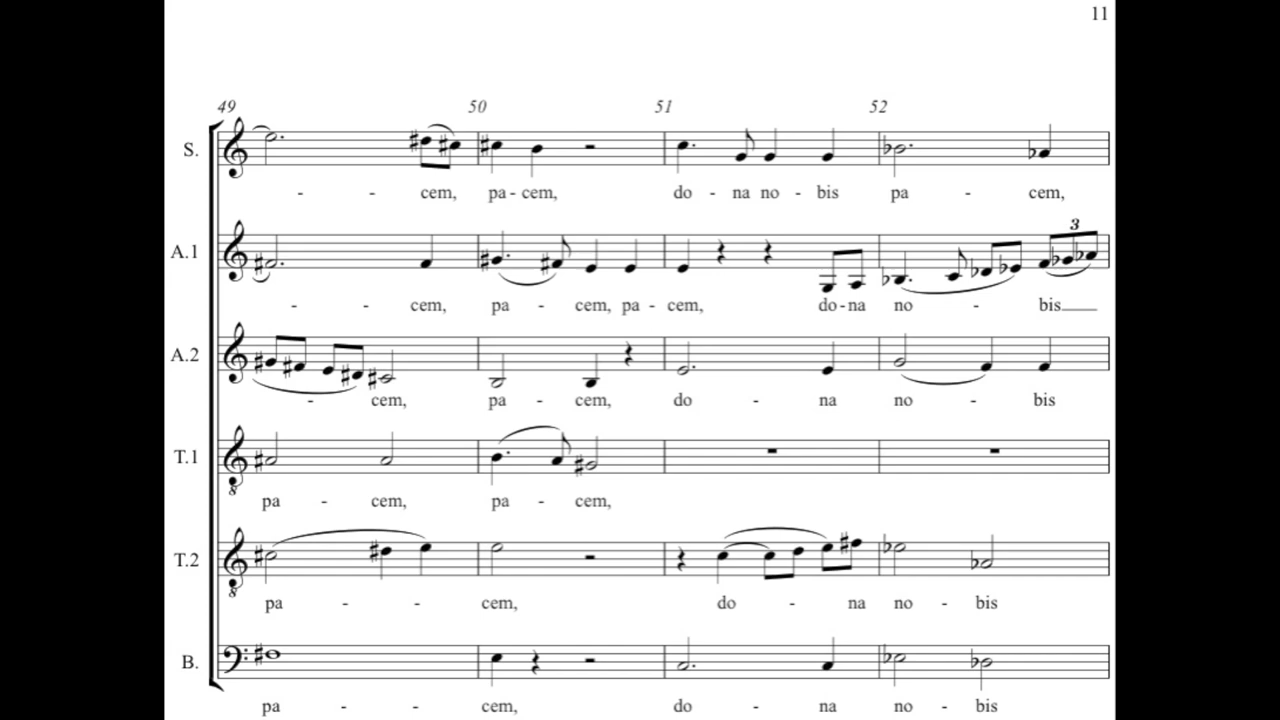 11
49 50 51 52
S.
- - cem, pa - cem, do - na no - bis pa - cem,
A.1
3
- - cem, pa - cem, pa - cem, do - na no - bis
A.2
- cem, pa - cem, do - na no - bis
T.1
8
pa - cem, pa - cem,
T.2
8
pa - - cem, do - na no - bis
B.
pa - - cem, do - na no - bis